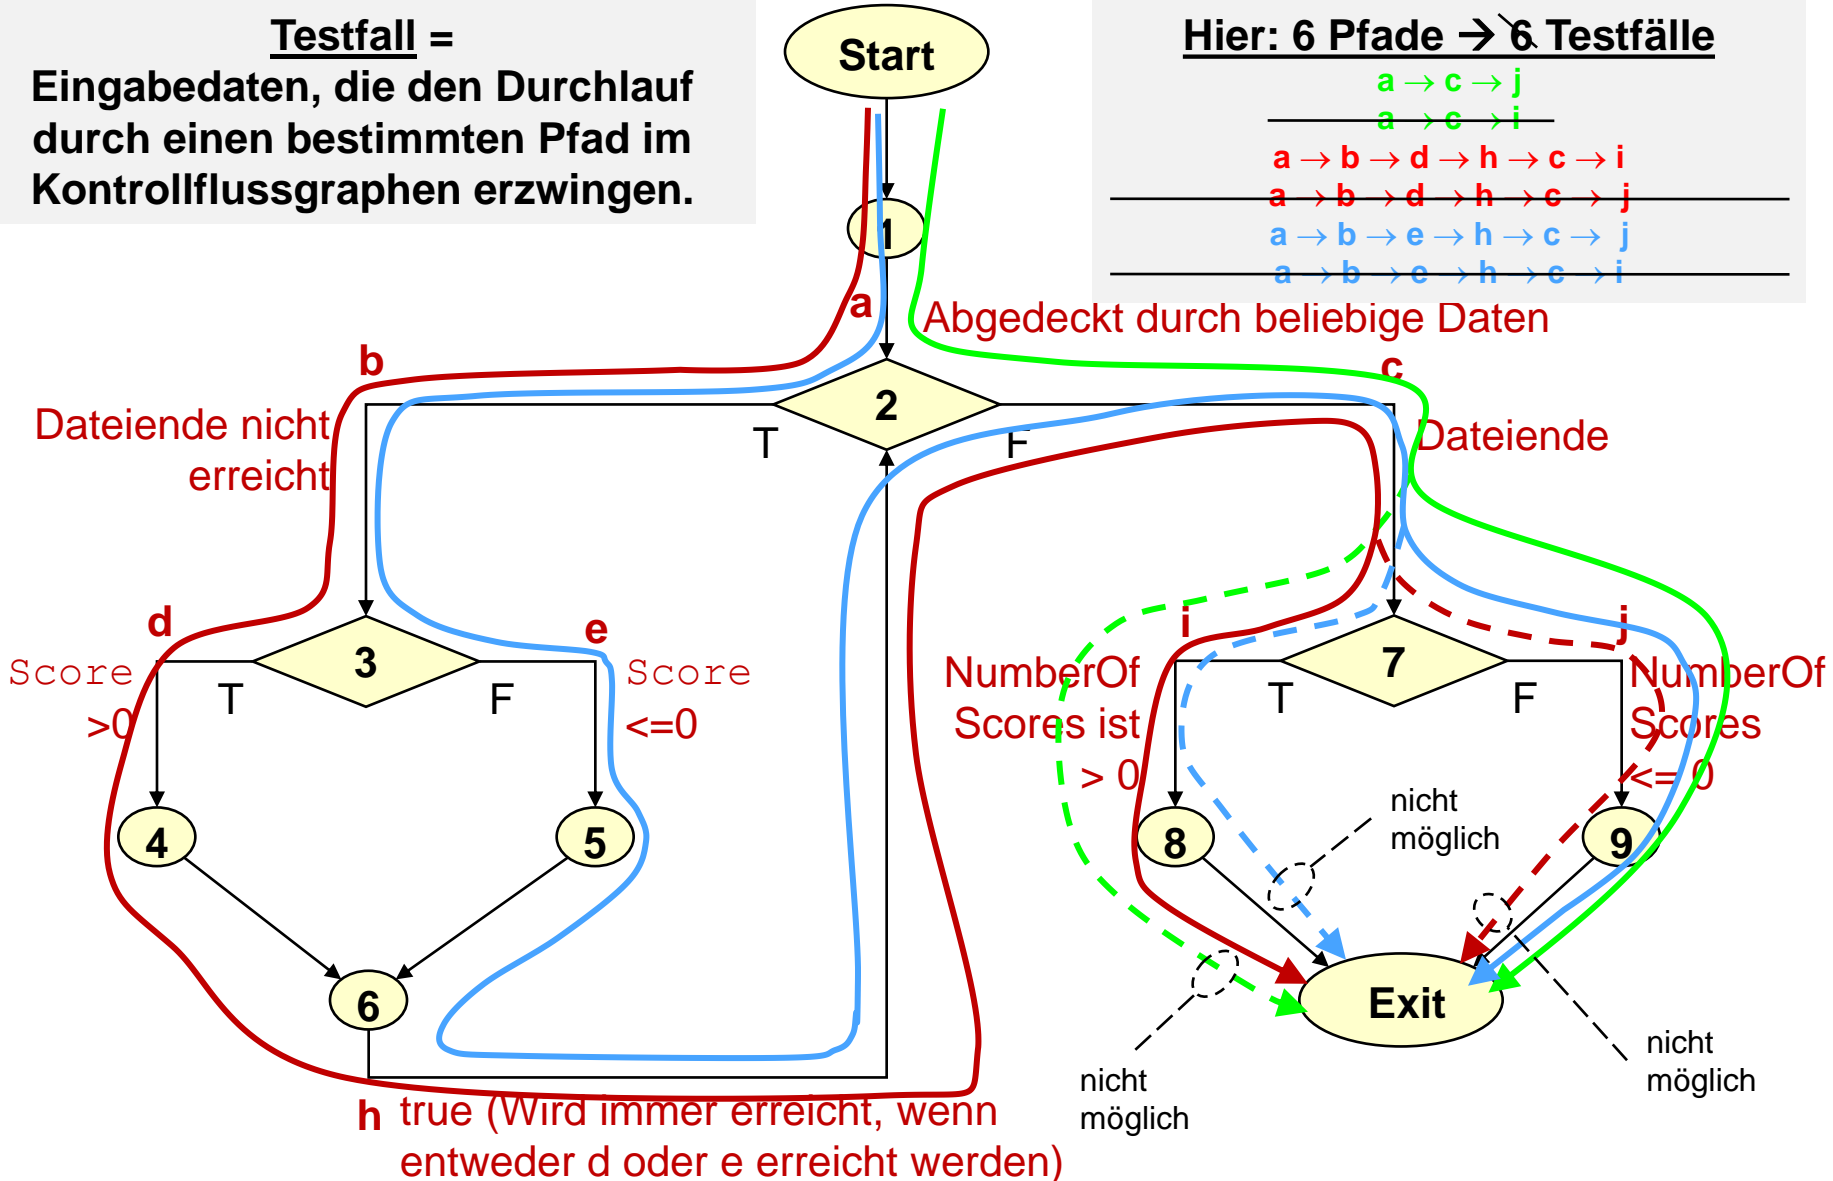 Testfall =
Eingabedaten, die den Durchlauf
durch einen bestimmten Pfad im
Kontrollflussgraphen erzwingen.
Start
Hier: 6 Pfade → 6 Testfälle
a → c → j
a → c → i
a → b → d → h → c → i
a → b → d → h → c → j
a → b → e → h → c → j
a → b → e → h → c → i
1
a
Abgedeckt durch beliebige Daten
b
c
2
T
F
Dateiende nicht
erreicht
Dateiende
d
e
i
j
3
7
Score
>0
T
F
Score
<=0
NumberOf
Scores ist
> 0
T
F
NumberOf
Scores
<= 0
nicht
möglich
4
5
8
9
6
Exit
nicht
möglich
nicht
möglich
h true (Wird immer erreicht, wenn
entweder d oder e erreicht werden)